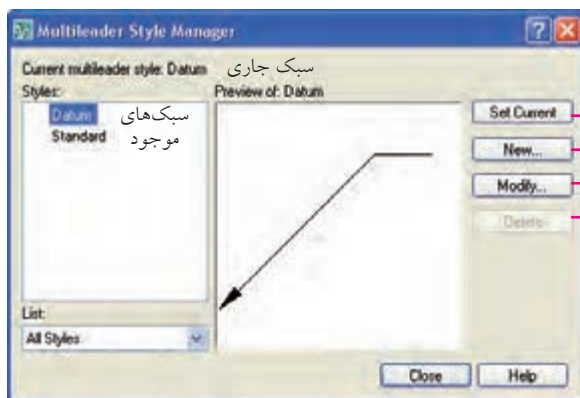 Multileader Style Manager
Current multileader style: Datum سبک جاری
Styles:
Preview of: Datum
Datum
Standard
سبک‌های
موجود
Set Current
New...
Modify...
Delete
List:
All Styles
Close
Help